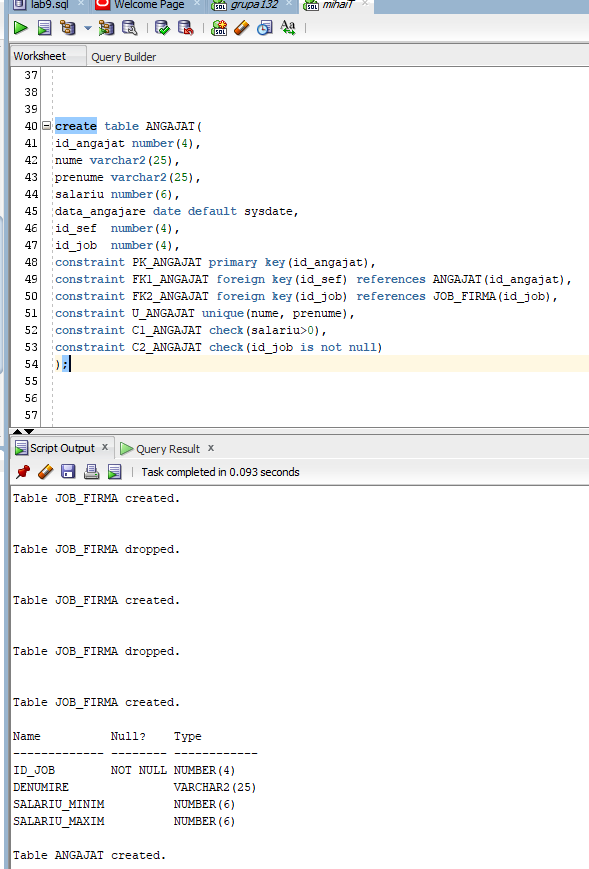 lab9.sql Welcome Page grupa132 minaiT
Worksheet Query Builder
37
38
39
40 create table ANGAJAT(
41 id_angajat number(4),
42 nume varchar2(25),
43 prenume varchar2(25),
44 salariu number(6),
45 data_angajare date default sysdate,
46 id_sef  number(4),
47 id_job  number(4),
48 constraint PK_ANGAJAT primary key(id_angajat),
49 constraint FK1_ANGAJAT foreign key(id_sef) references ANGAJAT(id_angajat),
50 constraint FK2_ANGAJAT foreign key(id_job) references JOB_FIRMA(id_job),
51 constraint U_ANGAJAT unique(nume, prenume),
52 constraint C1_ANGAJAT check(salariu>0),
53 constraint C2_ANGAJAT check(id_job is not null)
54 );
55
56
57
Script Output x Query Result x
Task completed in 0.093 seconds
Table JOB_FIRMA created.
Table JOB_FIRMA dropped.
Table JOB_FIRMA created.
Table JOB_FIRMA dropped.
Table JOB_FIRMA created.
Name         Null?    Type
------------- -------- ------------
ID_JOB       NOT NULL NUMBER(4)
DENUMIRE              VARCHAR2(25)
SALARIU_MINIM         NUMBER(6)
SALARIU_MAXIM         NUMBER(6)
Table ANGAJAT created.